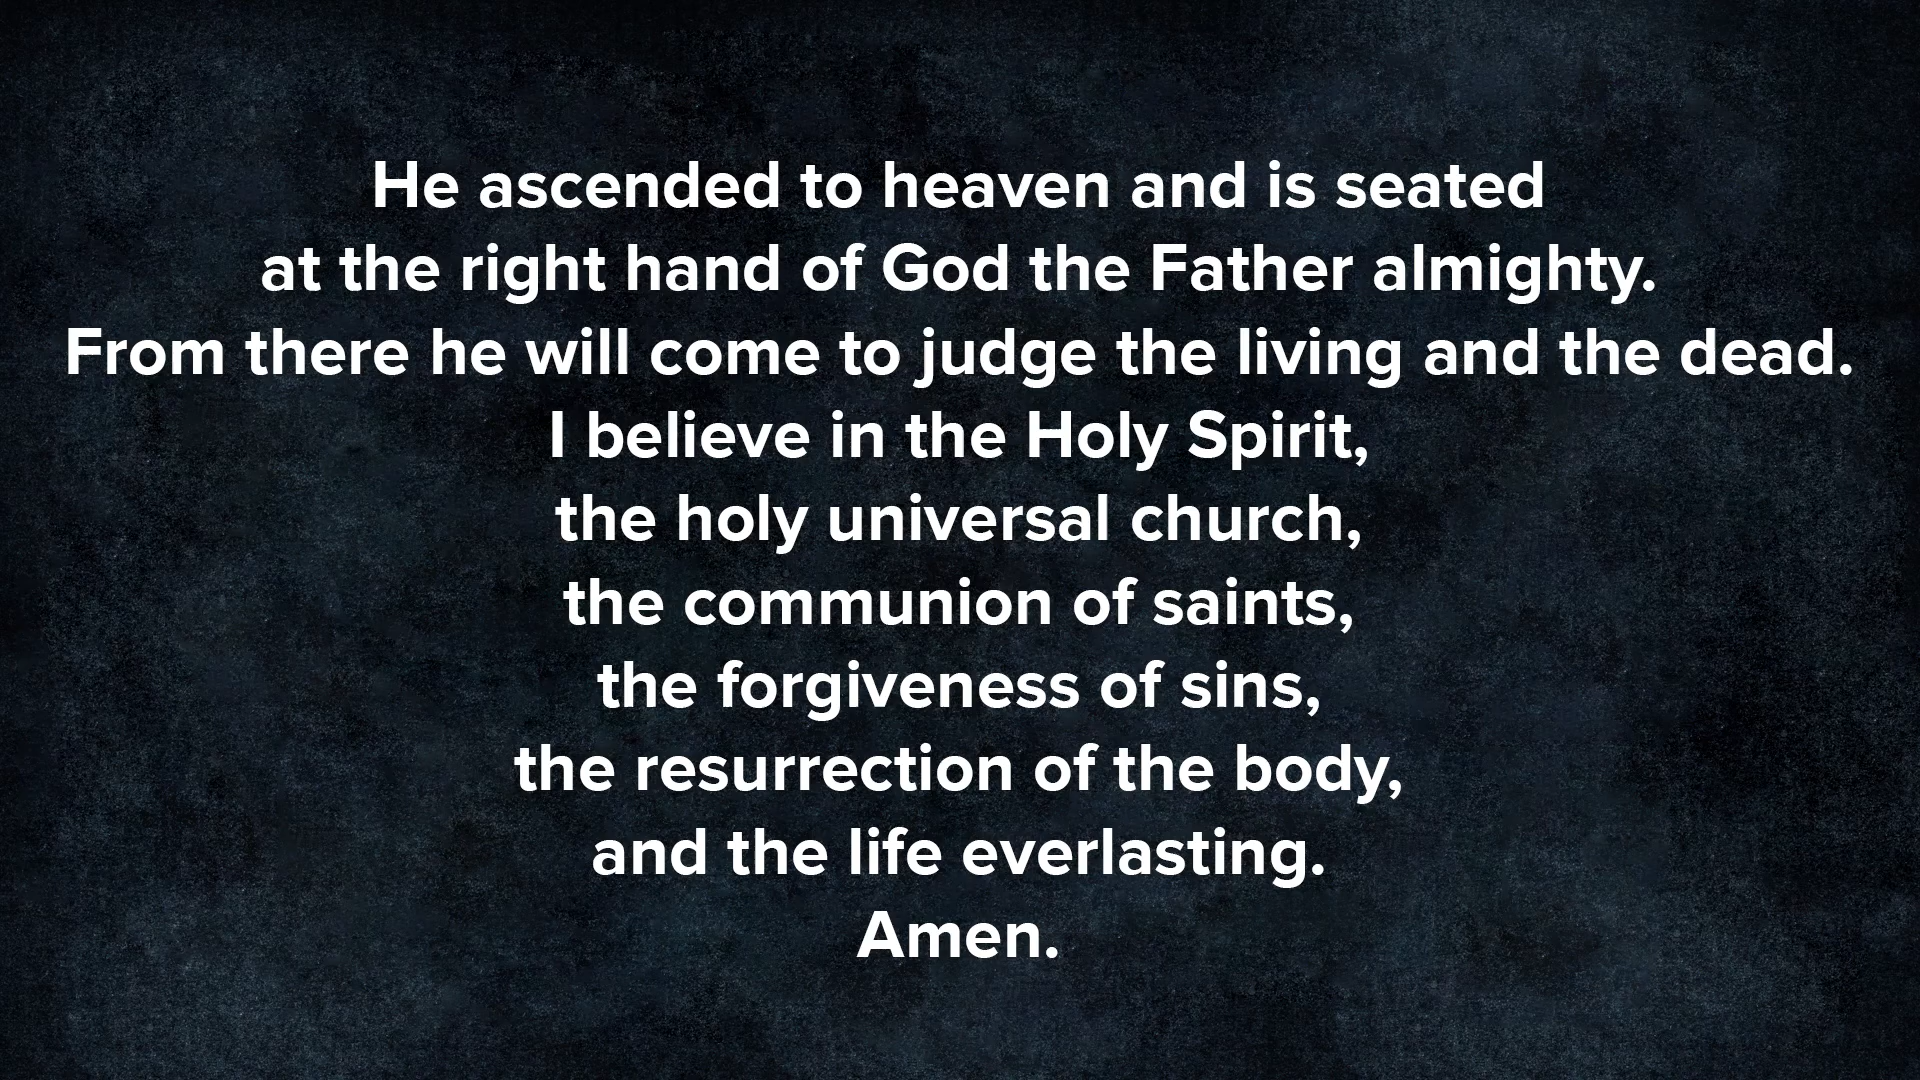 He ascended to heaven and is seated
at the right hand of God the Father almighty.
From there he will come to judge the living and the dead.
I believe in the Holy Spirit,
the holy universal church,
the communion of saints,
the forgiveness of sins,
the resurrection of the body,
and the life everlasting.
Amen.